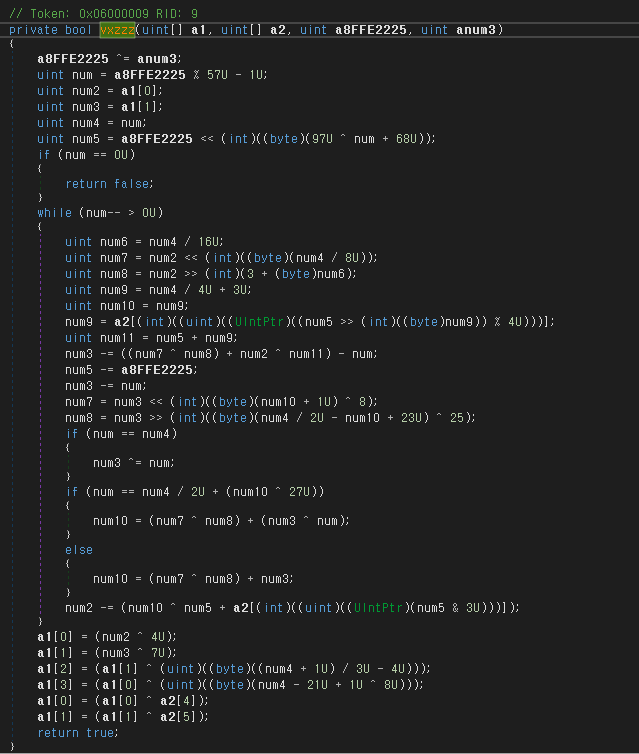 // Token: 0x06000009 RID: 9
private bool vxzzz(uint[] a1, uint[] a2, uint a8FFE2225, uint anum3)
{
a8FFE2225 ^= anum3;
uint num = a8FFE2225 % 57U - 1U;
uint num2 = a1[0];
uint num3 = a1[1];
uint num4 = num;
uint num5 = a8FFE2225 << (int)((byte)(97U ^ num + 68U));
if (num == 0U)
{
return false;
}
while (num-- > 0U)
{
uint num6 = num4 / 16U;
uint num7 = num2 << (int)((byte)(num4 / 8U));
uint num8 = num2 >> (int)(3 + (byte)num6);
uint num9 = num4 / 4U + 3U;
uint num10 = num9;
num9 = a2[(int)((uint)((UIntPtr)((num5 >> (int)((byte)num9)) % 4U)))];
uint num11 = num5 + num9;
num3 -= ((num7 ^ num8) + num2 ^ num11) - num;
num5 -= a8FFE2225;
num3 -= num;
num7 = num3 << (int)((byte)(num10 + 1U) ^ 8);
num8 = num3 >> (int)((byte)(num4 / 2U - num10 + 23U) ^ 25);
if (num == num4)
{
num3 ^= num;
}
if (num == num4 / 2U + (num10 ^ 27U))
{
num10 = (num7 ^ num8) + (num3 ^ num);
}
else
{
num10 = (num7 ^ num8) + num3;
}
num2 -= (num10 ^ num5 + a2[(int)((uint)((UIntPtr)(num5 & 3U)))]);
}
a1[0] = (num2 ^ 4U);
a1[1] = (num3 ^ 7U);
a1[2] = (a1[1] ^ (uint)((byte)((num4 + 1U) / 3U - 4U)));
a1[3] = (a1[0] ^ (uint)((byte)(num4 - 21U + 1U ^ 8U)));
a1[0] = (a1[0] ^ a2[4]);
a1[1] = (a1[1] ^ a2[5]);
return true;
}